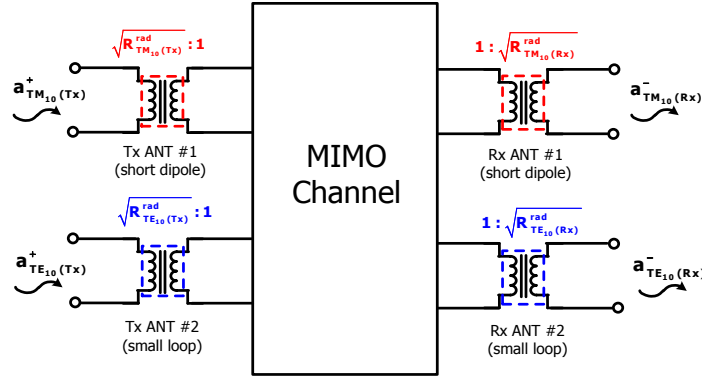 √R^rad_TM₁₀(Tx) : 1
1 : √R^rad_TM₁₀(Rx)
a⁺_TM₁₀(Tx)
a⁻_TM₁₀(Rx)
Tx ANT #1
(short dipole)
MIMO
Channel
Rx ANT #1
(short dipole)
√R^rad_TE₁₀(Tx) : 1
1 : √R^rad_TE₁₀(Rx)
a⁺_TE₁₀(Tx)
a⁻_TE₁₀(Rx)
Tx ANT #2
(small loop)
Rx ANT #2
(small loop)